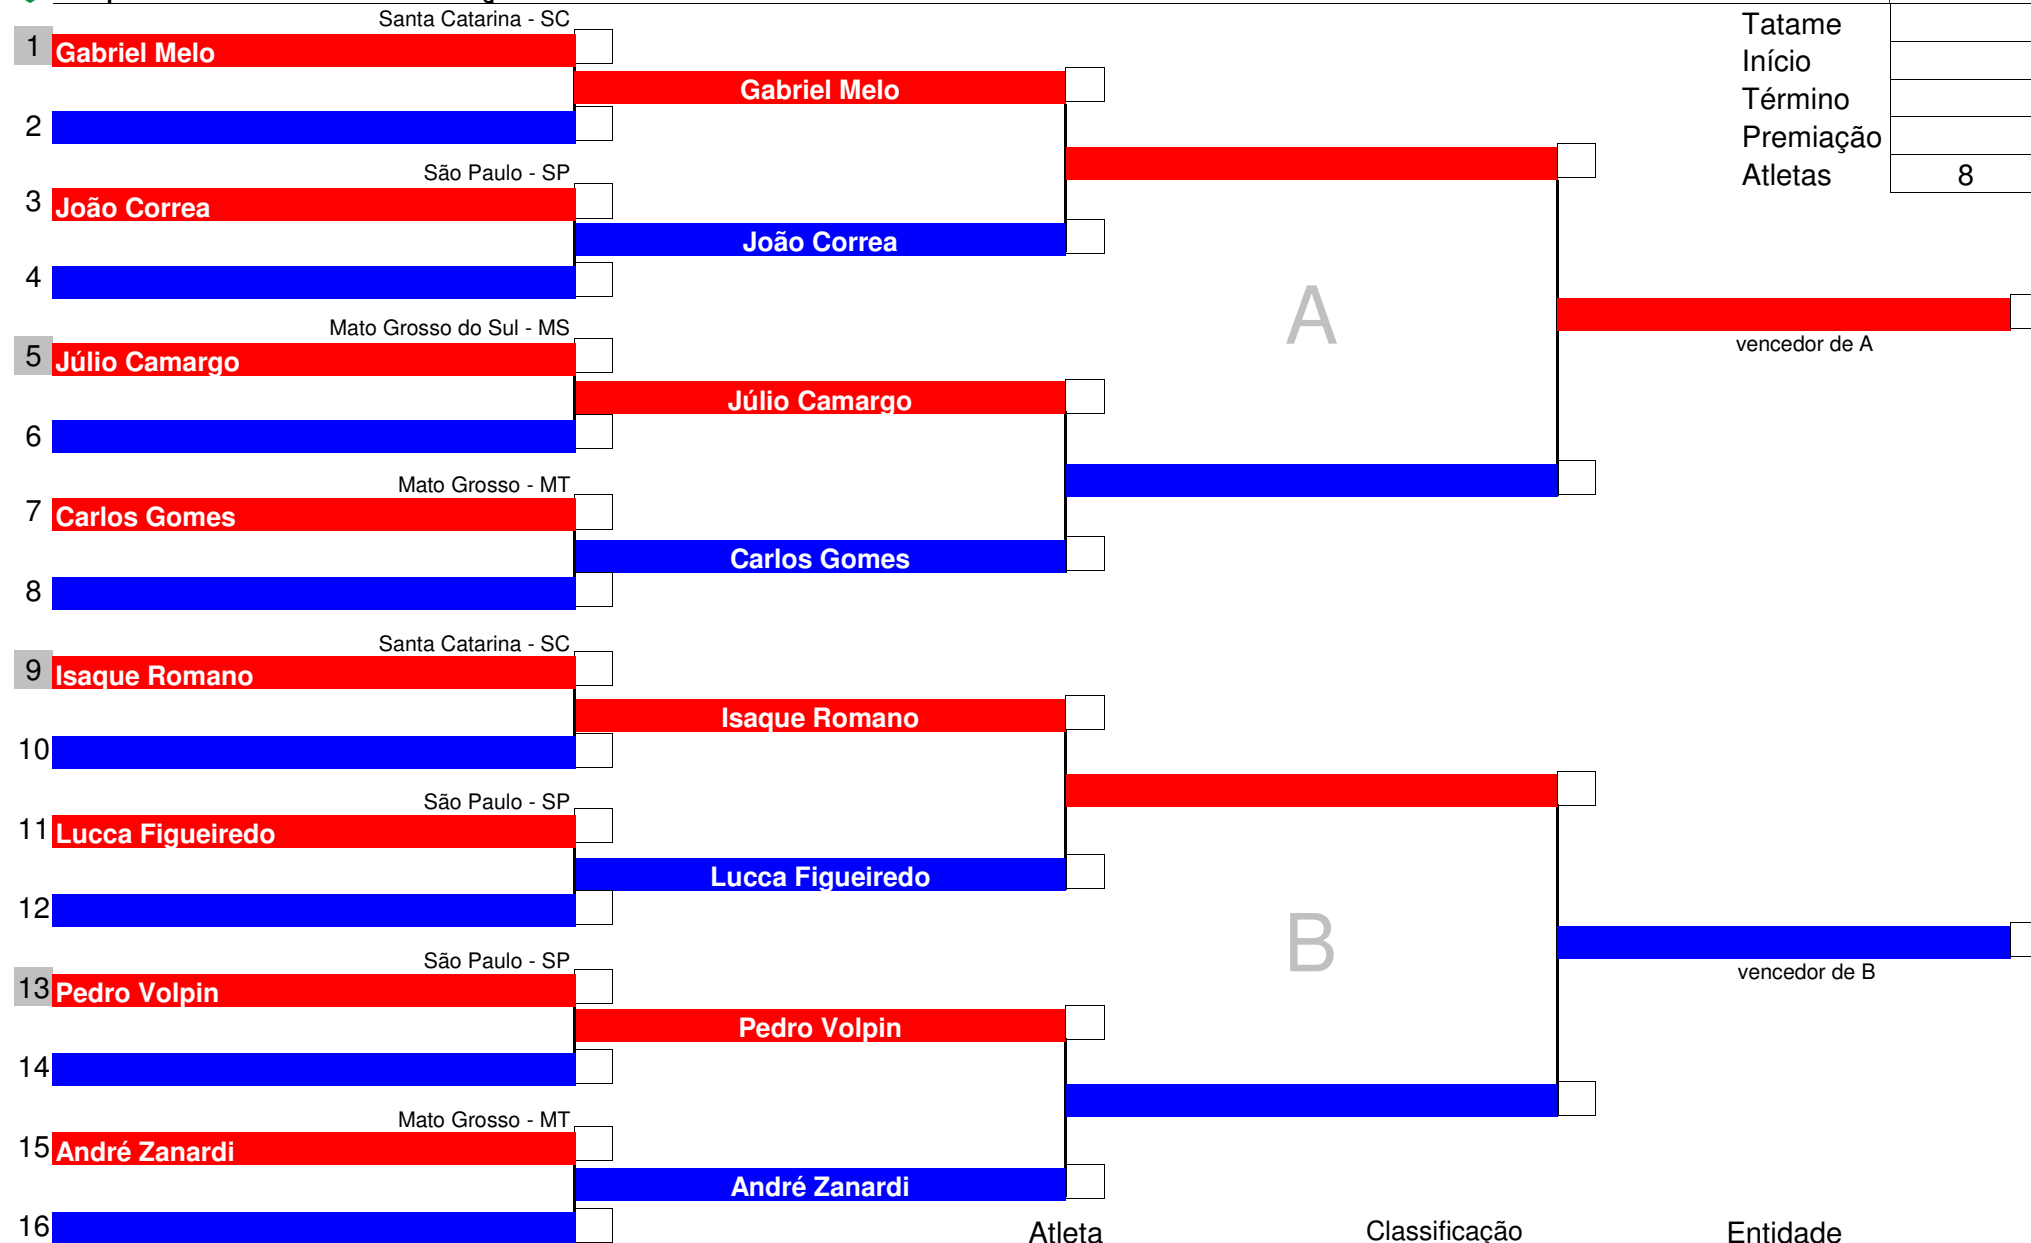 Santa Catarina - SC
1 Gabriel Melo
Gabriel Melo
2
São Paulo - SP
3 João Correa
João Correa
4
Mato Grosso do Sul - MS
5 Júlio Camargo
Júlio Camargo
6
Mato Grosso - MT
7 Carlos Gomes
Carlos Gomes
8
Santa Catarina - SC
9 Isaque Romano
Isaque Romano
10
São Paulo - SP
11 Lucca Figueiredo
Lucca Figueiredo
12
São Paulo - SP
13 Pedro Volpin
Pedro Volpin
14
Mato Grosso - MT
15 André Zanardi
André Zanardi
16
A
B
vencedor de A
vencedor de B
Tatame
Início
Término
Premiação
Atletas 8
Atleta Classificação Entidade